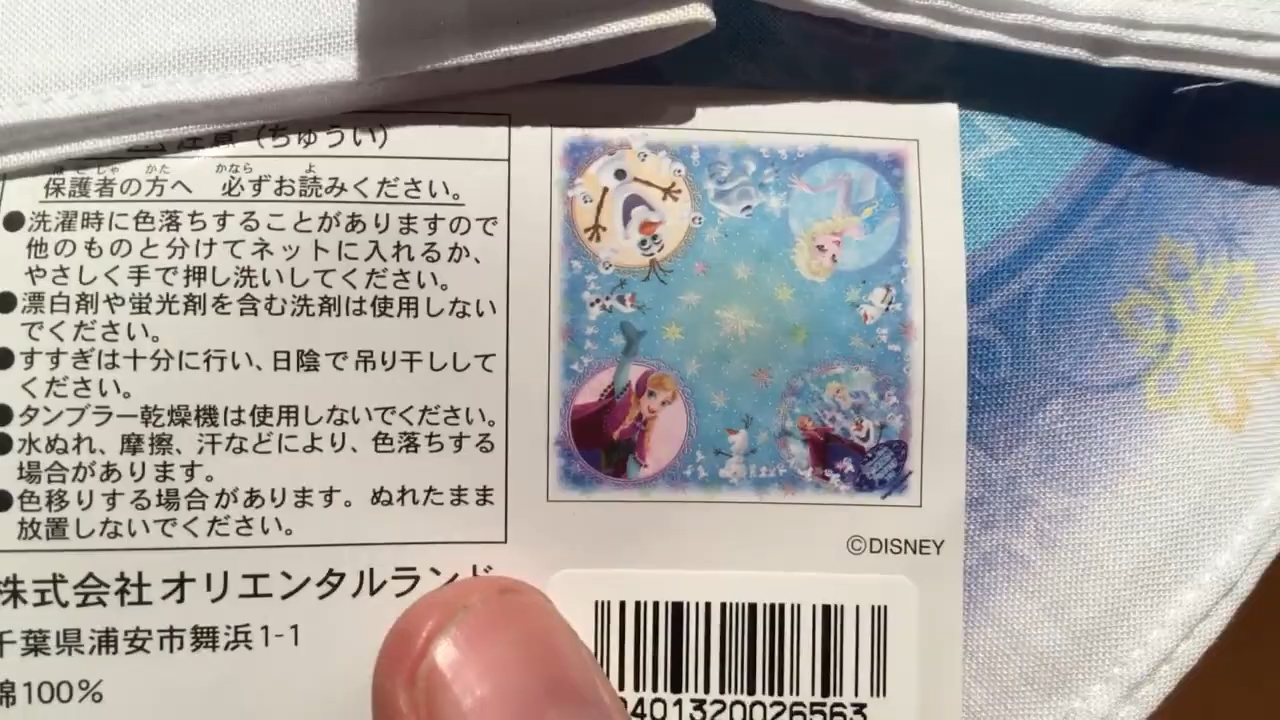 注意（ちゅうい）
保護者の方へ 必ずお読みください。
●洗濯時に色落ちすることがありますので
他のものと分けてネットに入れるか、
やさしく手で押し洗いしてください。
●漂白剤や蛍光剤を含む洗剤は使用しない
でください。
●すすぎは十分に行い、日陰で吊り干しして
ください。
●タンブラー乾燥機は使用しないでください。
●水ぬれ、摩擦、汗などにより、色落ちする
場合があります。
●色移りする場合があります。ぬれたまま
放置しないでください。
株式会社オリエンタルランド
千葉県浦安市舞浜1-1
綿100%
©DISNEY
401320026563